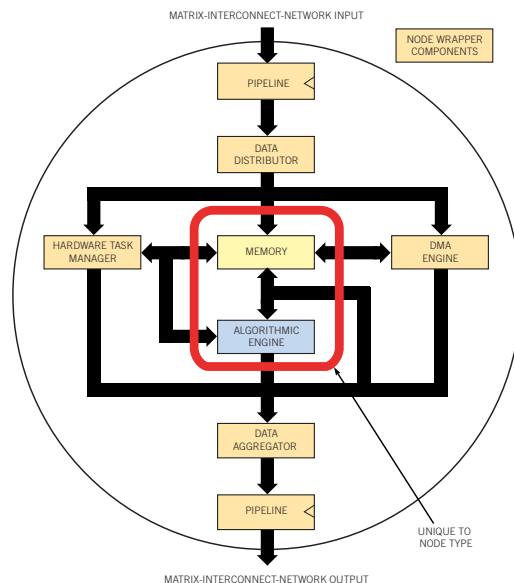 MATRIX-INTERCONNECT-NETWORK INPUT
NODE WRAPPER
COMPONENTS
PIPELINE
DATA
DISTRIBUTOR
HARDWARE TASK
MANAGER
MEMORY
DMA
ENGINE
ALGORITHMIC
ENGINE
DATA
AGGREGATOR
PIPELINE
UNIQUE TO
NODE TYPE
MATRIX-INTERCONNECT-NETWORK OUTPUT